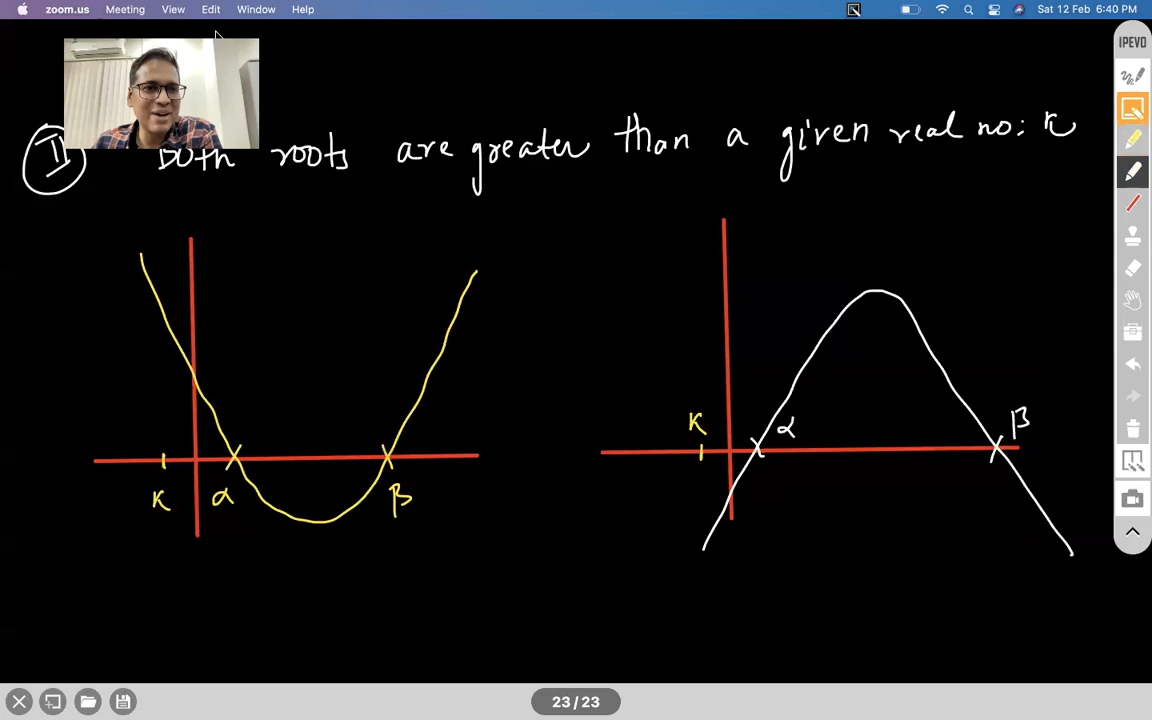 zoom.us Meeting View Edit Window Help Sat 12 Feb 6:40 PM
IPEVO
II Both roots are greater than a given real no: K
K α β
K α β
23/23